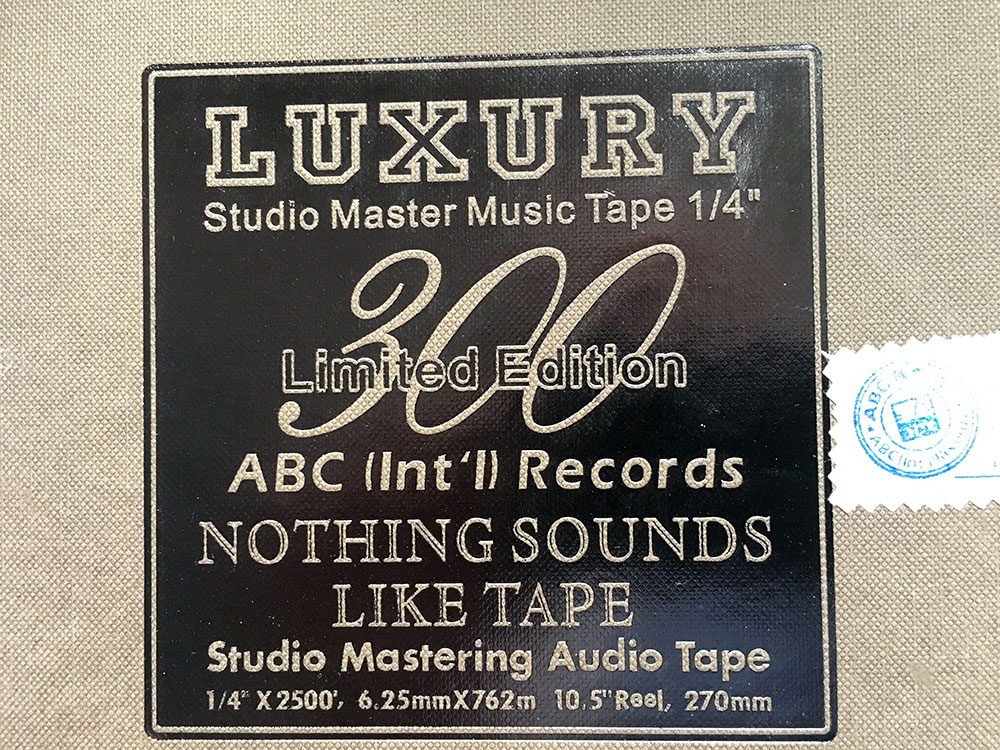 LUXURY
Studio Master Music Tape 1/4"
300
Limited Edition
ABC (Int'l) Records
NOTHING SOUNDS
LIKE TAPE
Studio Mastering Audio Tape
1/4" X 2500', 6.25mmX762m 10.5"Reel, 270mm
ABC